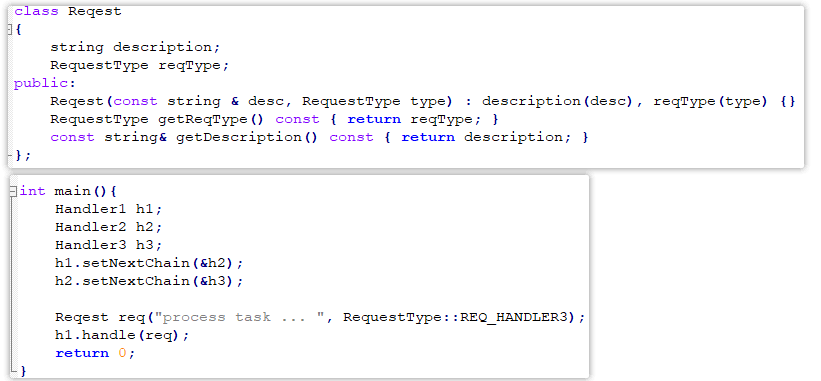 class Reqest
{
    string description;
    RequestType reqType;
public:
    Reqest(const string & desc, RequestType type) : description(desc), reqType(type) {}
    RequestType getReqType() const { return reqType; }
    const string& getDescription() const { return description; }
};
int main(){
    Handler1 h1;
    Handler2 h2;
    Handler3 h3;
    h1.setNextChain(&h2);
    h2.setNextChain(&h3);

    Reqest req("process task ... ", RequestType::REQ_HANDLER3);
    h1.handle(req);
    return 0;
}